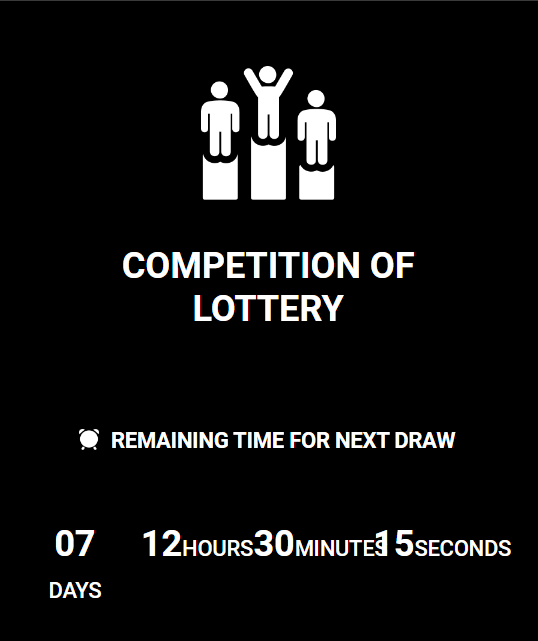 COMPETITION OF
LOTTERY
REMAINING TIME FOR NEXT DRAW
07 12HOURS30MINUTES15SECONDS
DAYS